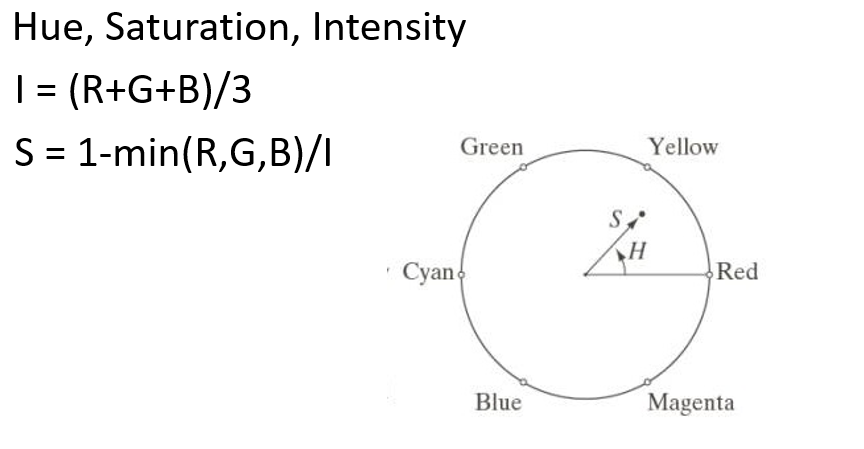 Hue, Saturation, Intensity
I = (R+G+B)/3
S = 1-min(R,G,B)/I
Green
Yellow
S
H
Cyan
Red
Blue
Magenta